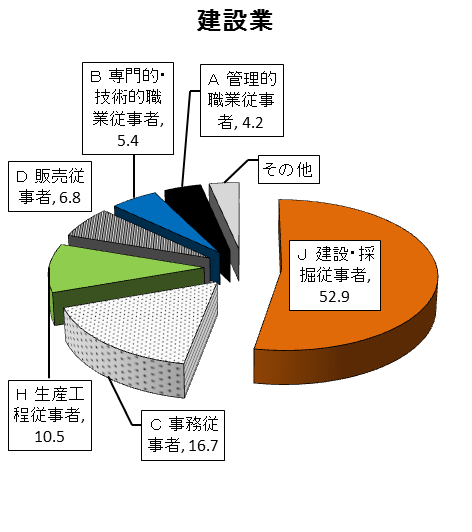 建設業
B 専門的・
技術的職
業従事者,
5.4
A 管理的
職業従事
者, 4.2
その他
D 販売従
事者, 6.8
J 建設・採
掘従事者,
52.9
H 生産工
程従事者,
10.5
C 事務従
事者, 16.7